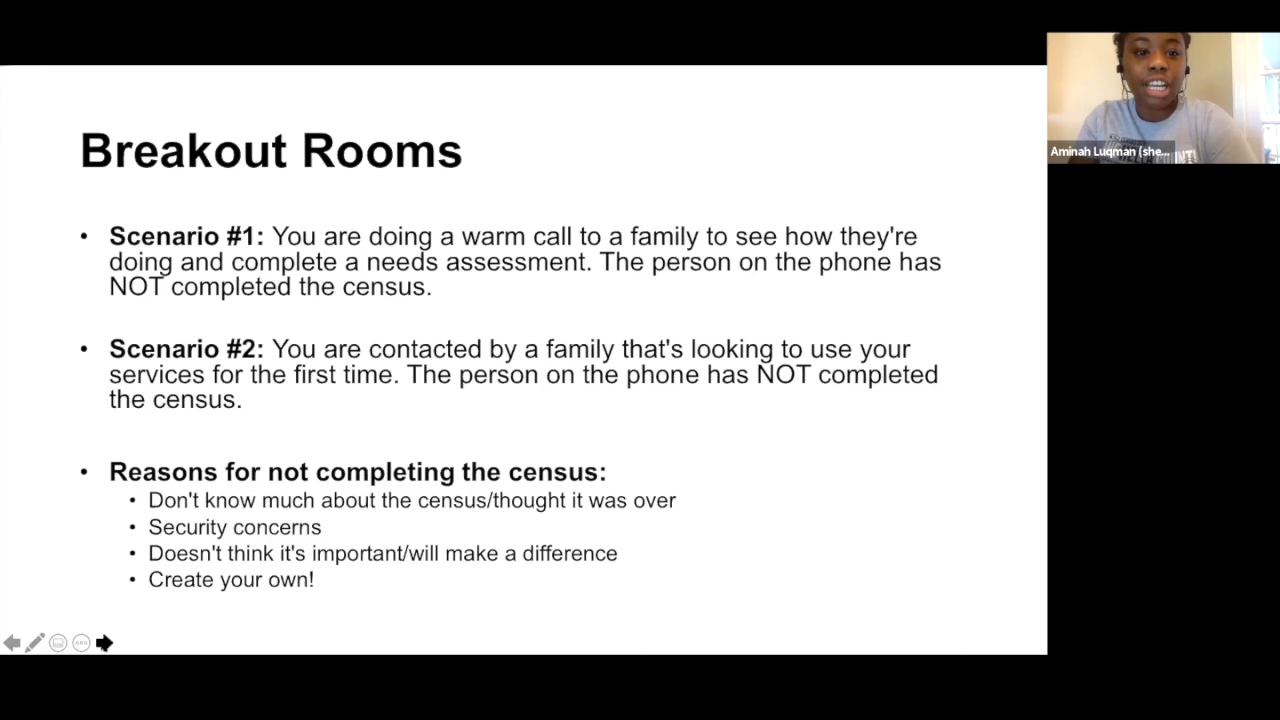 Breakout Rooms
• Scenario #1: You are doing a warm call to a family to see how they're
doing and complete a needs assessment. The person on the phone has
NOT completed the census.
• Scenario #2: You are contacted by a family that's looking to use your
services for the first time. The person on the phone has NOT completed
the census.
• Reasons for not completing the census:
• Don't know much about the census/thought it was over
• Security concerns
• Doesn't think it's important/will make a difference
• Create your own!
Aminah Luqman (she...